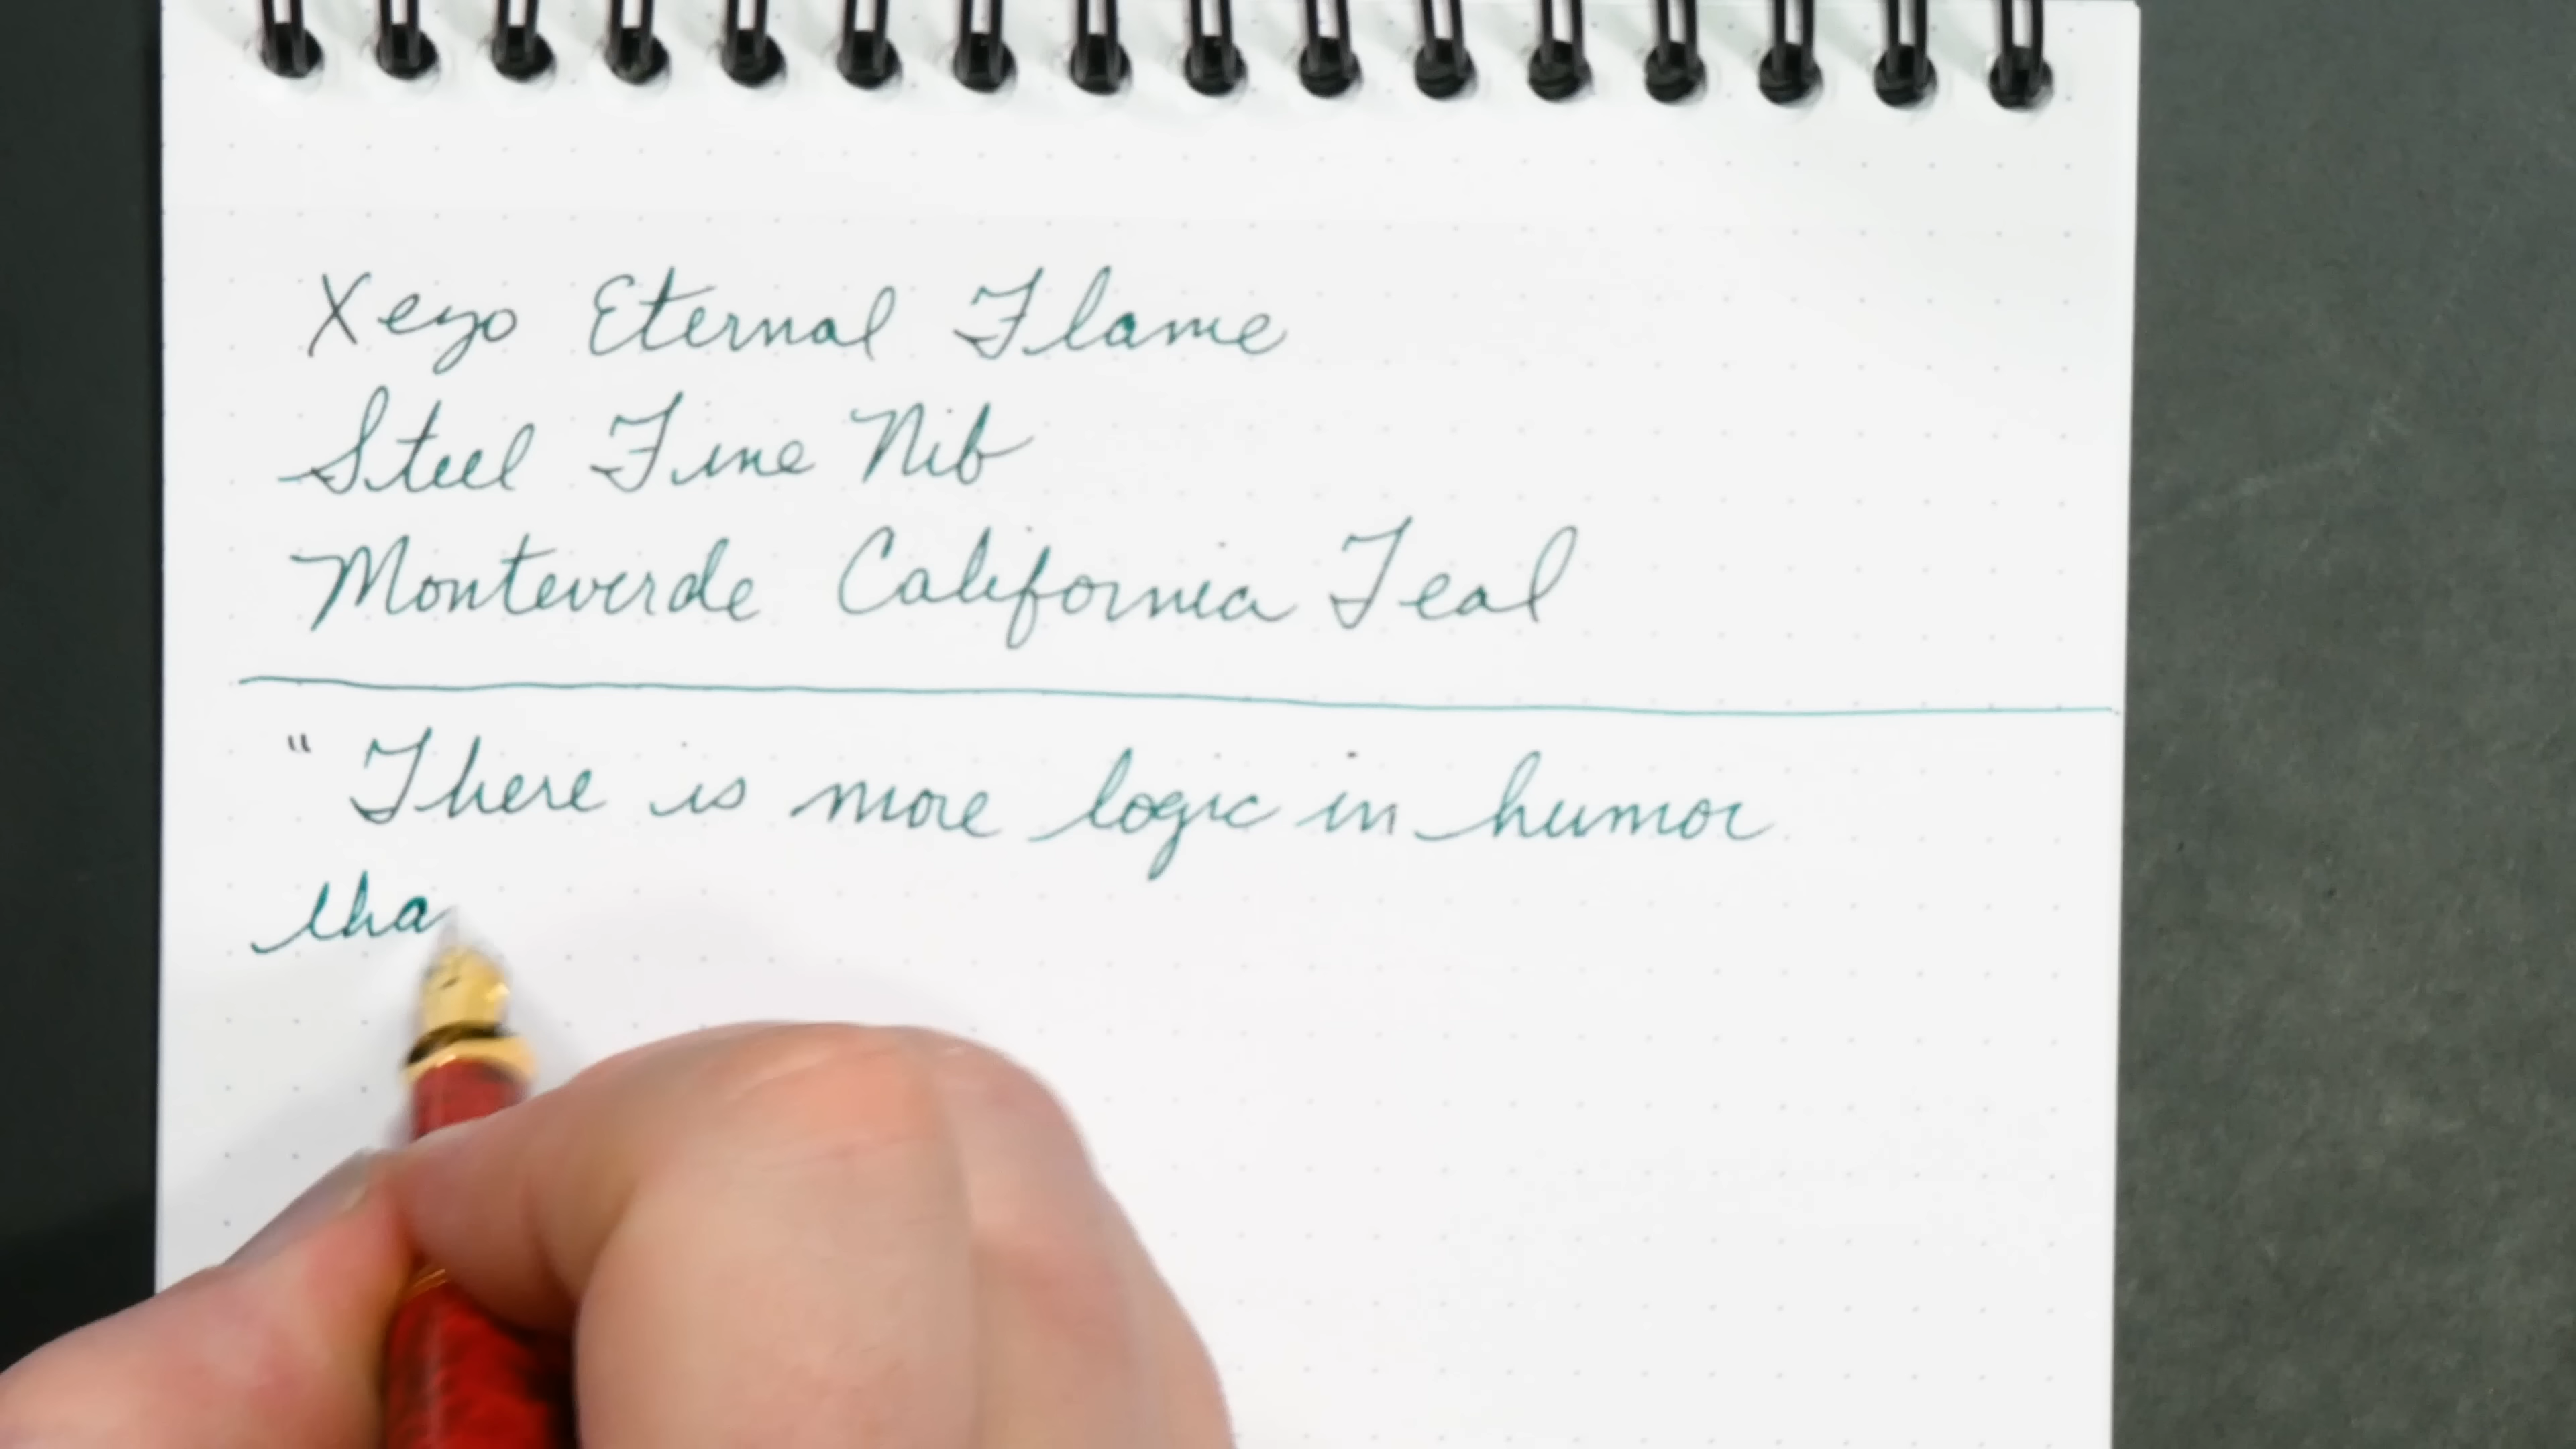 Xezo Eternal Flame
Steel Fine Nib
Monteverde California Teal
" There is more logic in humor
tha